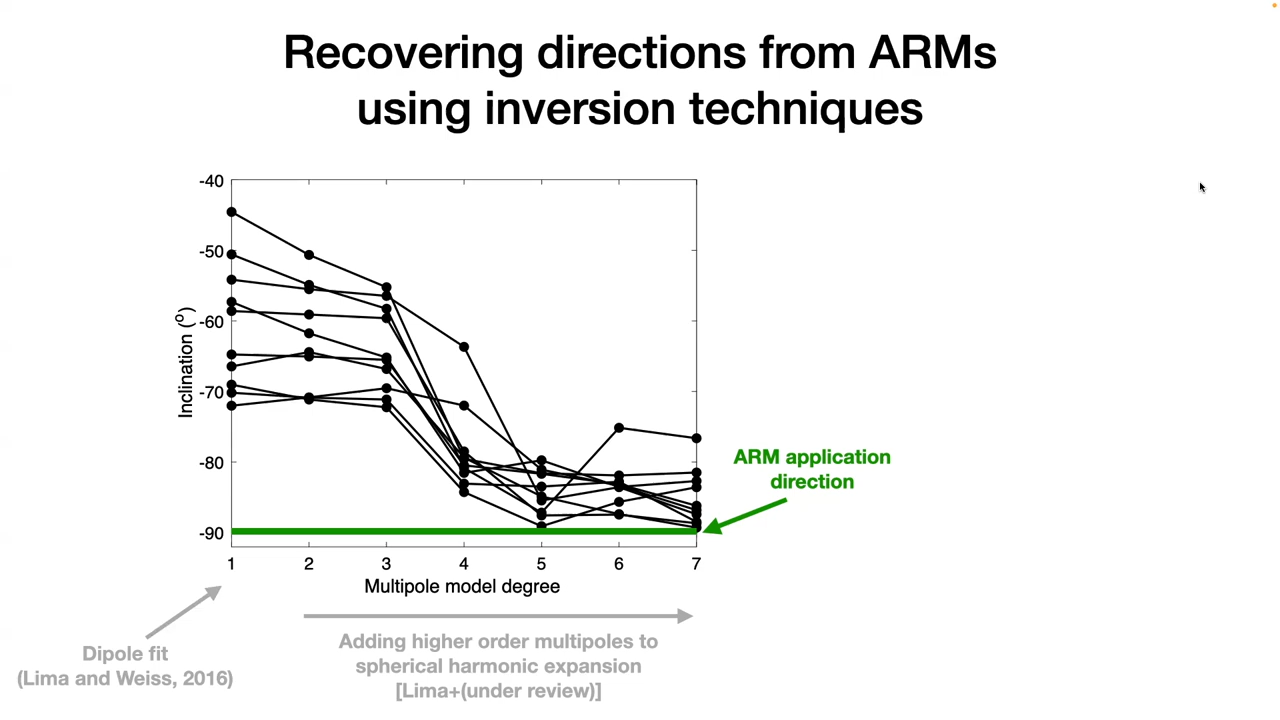 Recovering directions from ARMs
using inversion techniques
-40
-50
-60
-70
-80
-90
Inclination (º)
1 2 3 4 5 6 7
Multipole model degree
ARM application
direction
Dipole fit
(Lima and Weiss, 2016)
Adding higher order multipoles to
spherical harmonic expansion
[Lima+(under review)]